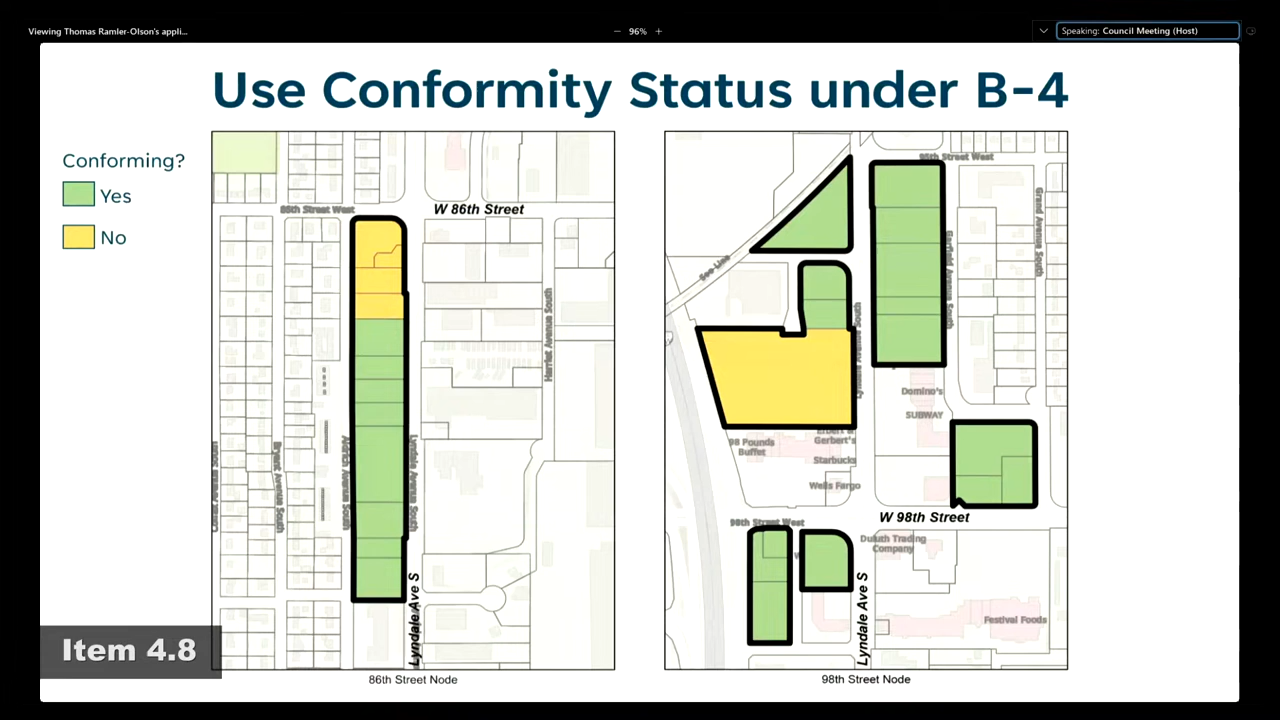 Viewing Thomas Ramler-Olson's appli...
− 96% +
Speaking: Council Meeting (Host)
Use Conformity Status under B-4
Conforming?
Yes
No
86th Street West
W 86th Street
Harriet Avenue South
Bryant Avenue South
Aldrich Avenue South
Lyndale Avenue South
Lyndale Ave S
86th Street Node
95th Street West
Grand Avenue South
Garfield Avenue South
Soo-Line
Lyndale Avenue South
Domino's
SUBWAY
98 Pounds
Buffet
Erbert &
Gerbert's
Starbucks
Wells Fargo
W 98th Street
98th Street West
Duluth Trading
Company
Lyndale Ave S
Festival Foods
98th Street Node
Item 4.8